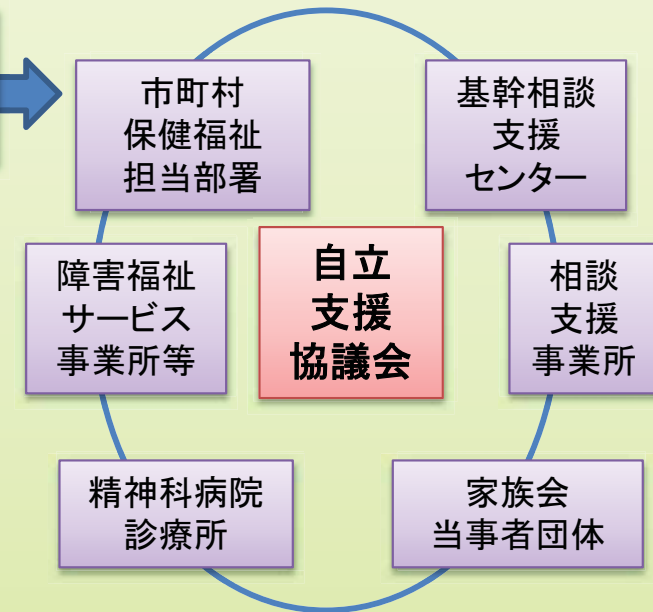 市町村
保健福祉
担当部署
基幹相談
支援
センター
障害福祉
サービス
事業所等
自立
支援
協議会
相談
支援
事業所
精神科病院
診療所
家族会
当事者団体